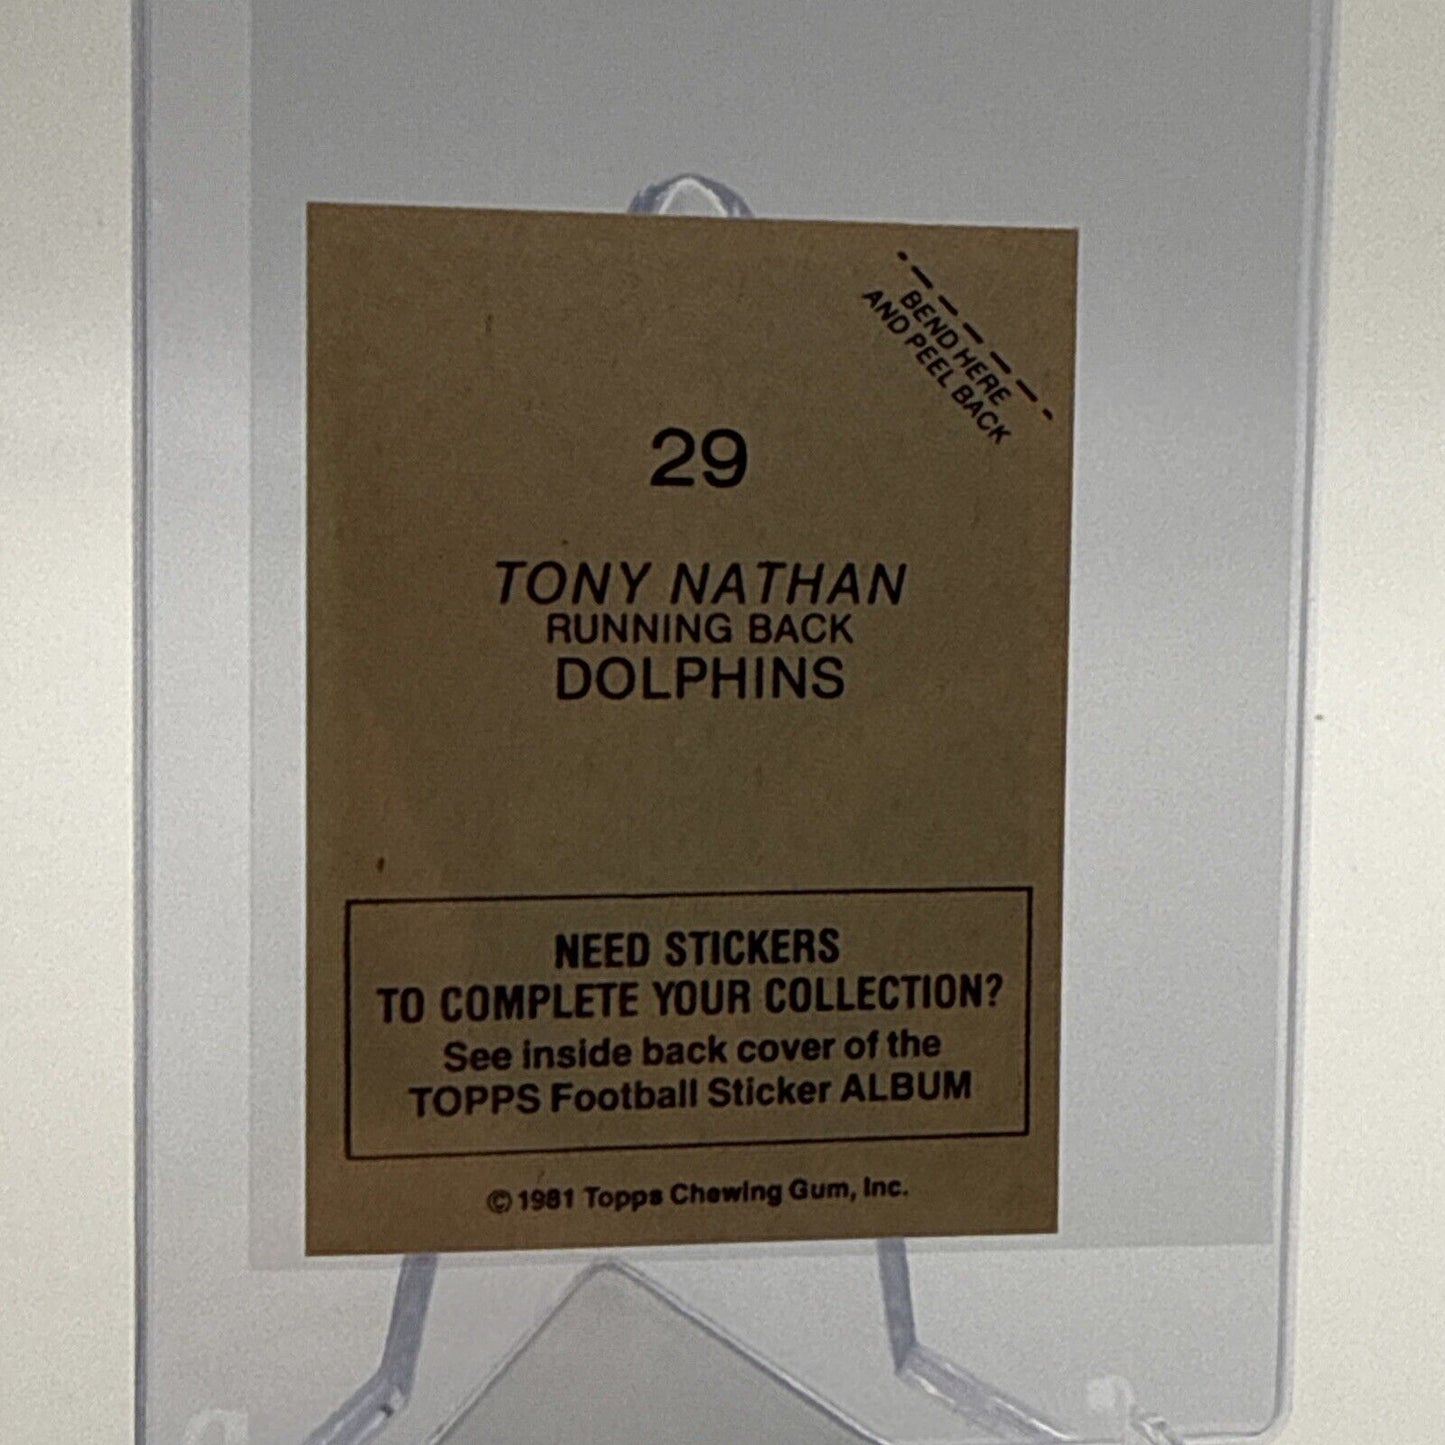 BEND HERE
AND PEEL BACK
29
TONY NATHAN
RUNNING BACK
DOLPHINS
NEED STICKERS
TO COMPLETE YOUR COLLECTION?
See inside back cover of the
TOPPS Football Sticker ALBUM
© 1981 Topps Chewing Gum, Inc.